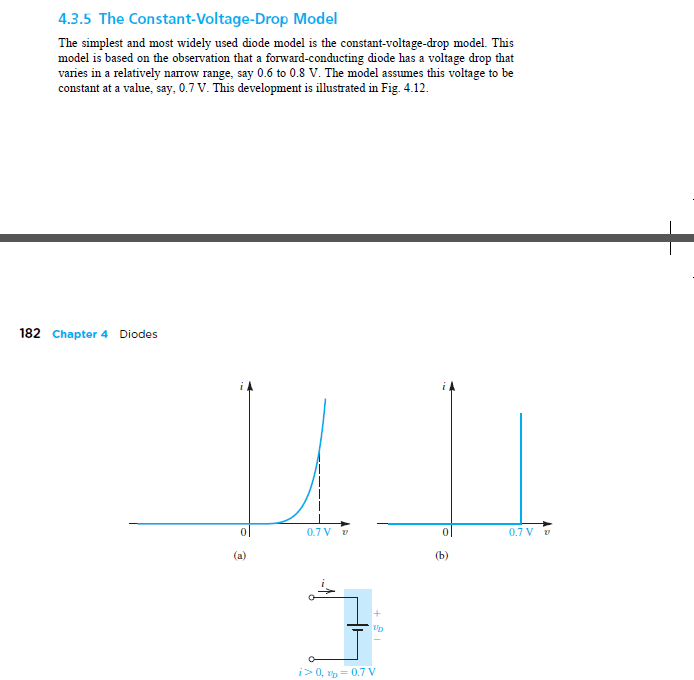 4.3.5 The Constant-Voltage-Drop Model
The simplest and most widely used diode model is the constant-voltage-drop model. This
model is based on the observation that a forward-conducting diode has a voltage drop that
varies in a relatively narrow range, say 0.6 to 0.8 V. The model assumes this voltage to be
constant at a value, say, 0.7 V. This development is illustrated in Fig. 4.12.
182 Chapter 4 Diodes
i i
0 0.7 V v 0 0.7 V v
(a) (b)
i
+
v_D
−
i > 0, v_D = 0.7 V